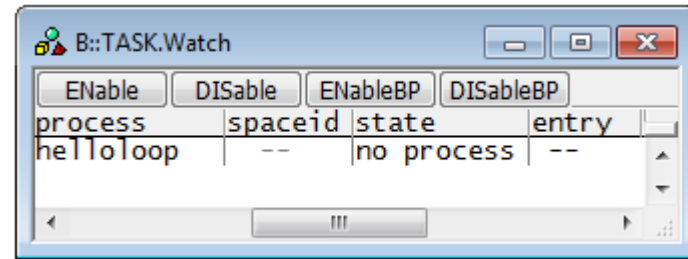 B::TASK.Watch
ENable DISable ENableBP DISableBP
process spaceid state entry
helloloop -- no process --